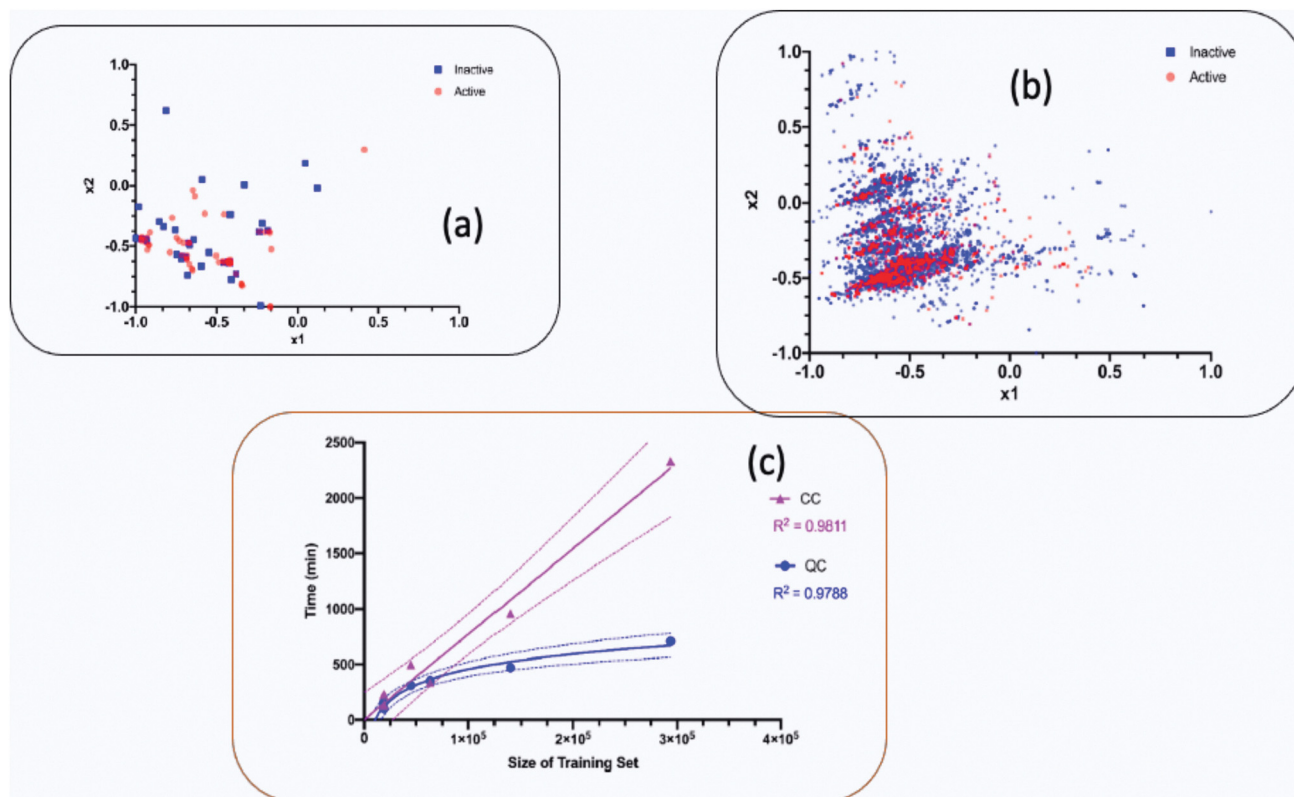 1.0
0.5
0.0
-0.5
-1.0
x2
-1.0 -0.5 0.0 0.5 1.0
x1
Inactive
Active
(a)
1.0
0.5
0.0
-0.5
-1.0
x2
-1.0 -0.5 0.0 0.5 1.0
x1
Inactive
Active
(b)
2500
2000
1500
1000
500
0
Time (min)
0 1×10⁵ 2×10⁵ 3×10⁵ 4×10⁵
Size of Training Set
(c)
CC
R² = 0.9811
QC
R² = 0.9788